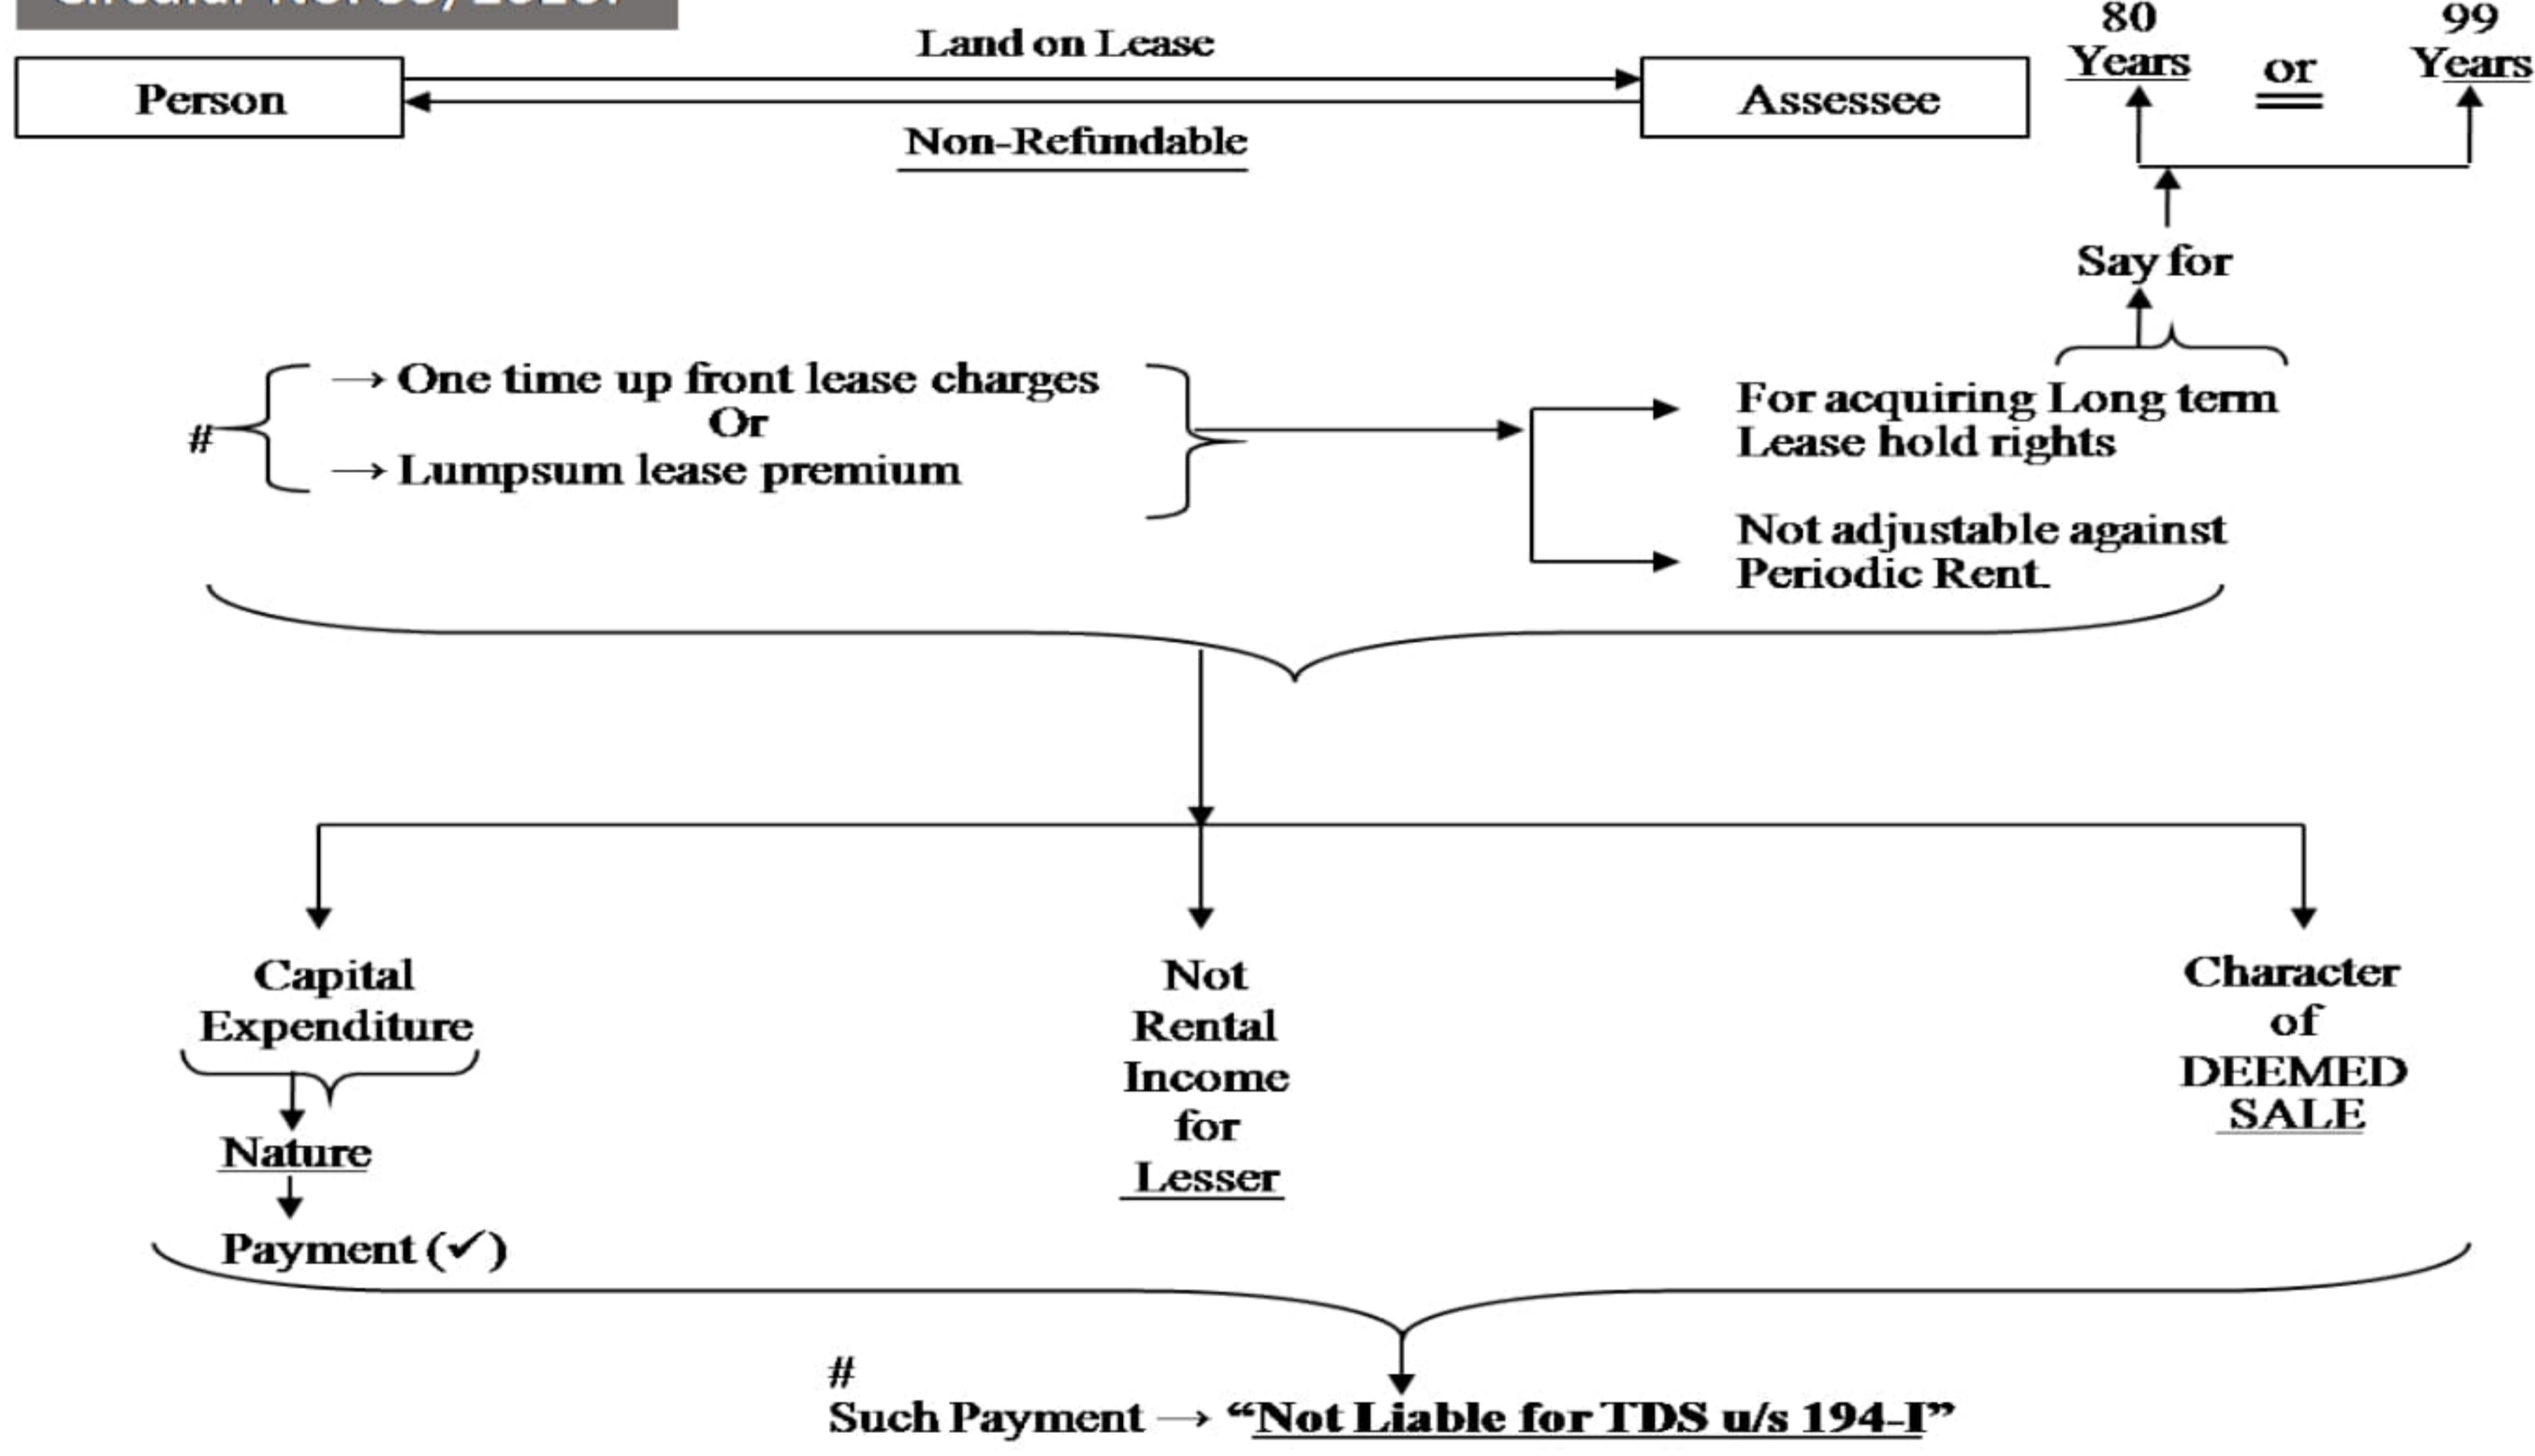 80
99
Land on Lease
Years or Years
Person
Assessee
Non-Refundable
Say for
→ One time up front lease charges
Or
#
→ Lumpsum lease premium
For acquiring Long term
Lease hold rights
Not adjustable against
Periodic Rent.
Capital
Expenditure
Nature
Payment (✓)
Not
Rental
Income
for
Lesser
Character
of
DEEMED
SALE
#
Such Payment → “Not Liable for TDS u/s 194-I”